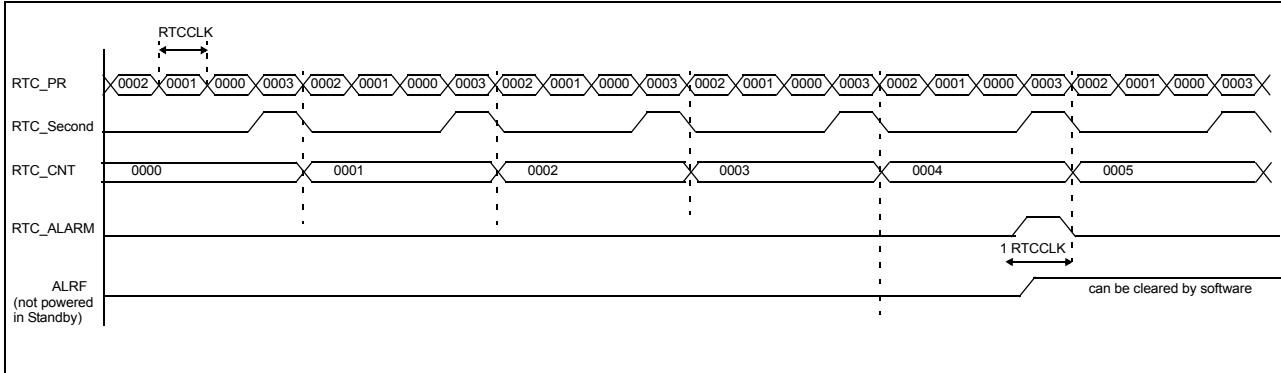 RTCCLK
RTC_PR 0002 0001 0000 0003 0002 0001 0000 0003 0002 0001 0000 0003 0002 0001 0000 0003 0002 0001 0000 0003 0002 0001 0000 0003
RTC_Second
RTC_CNT 0000 0001 0002 0003 0004 0005
RTC_ALARM
1 RTCCLK
ALRF can be cleared by software
(not powered
in Standby)